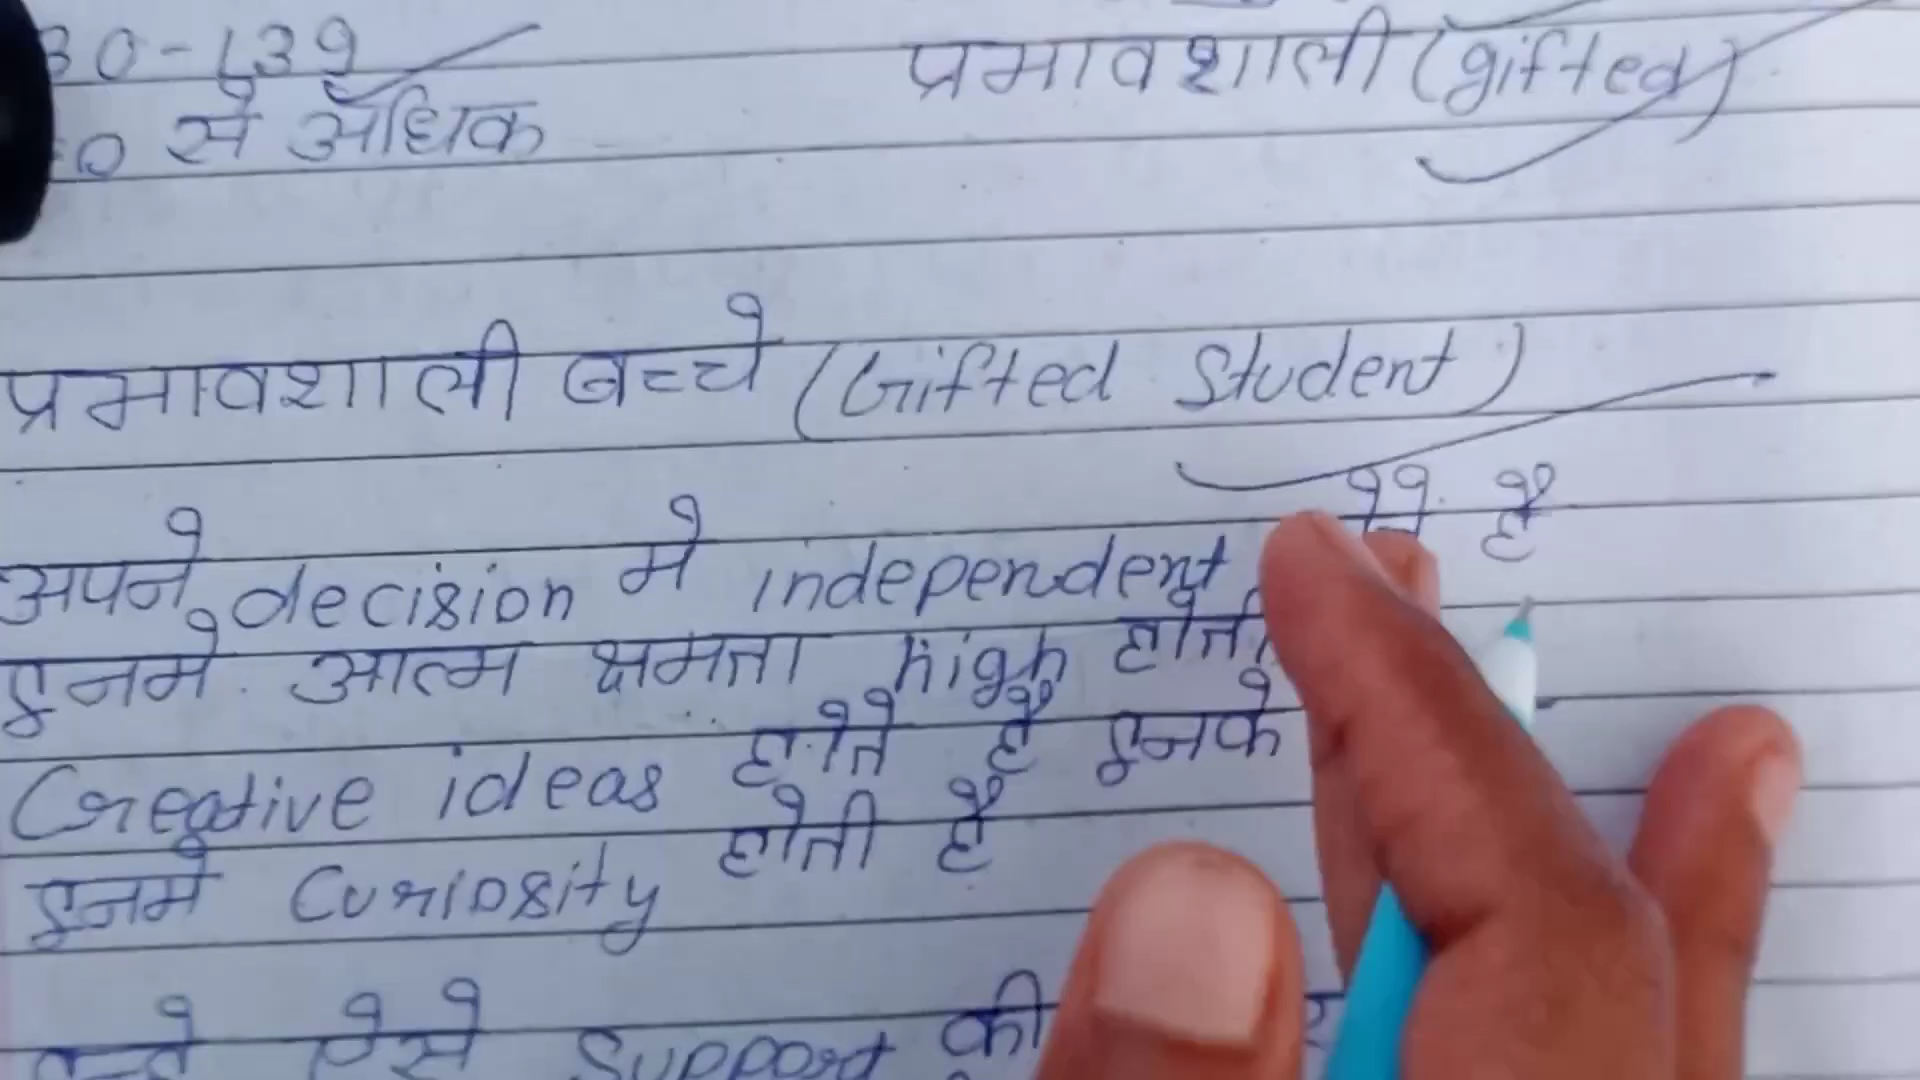 30-139 प्रभावशाली (gifted)
0 से अधिक
प्रभावशाली बच्चे (Gifted Student)
अपने decision मे independent है
इनमे आत्म क्षमता high होती
Creative ideas होते है इनके
इनमे Curiosity होती है
ऐसे Support की